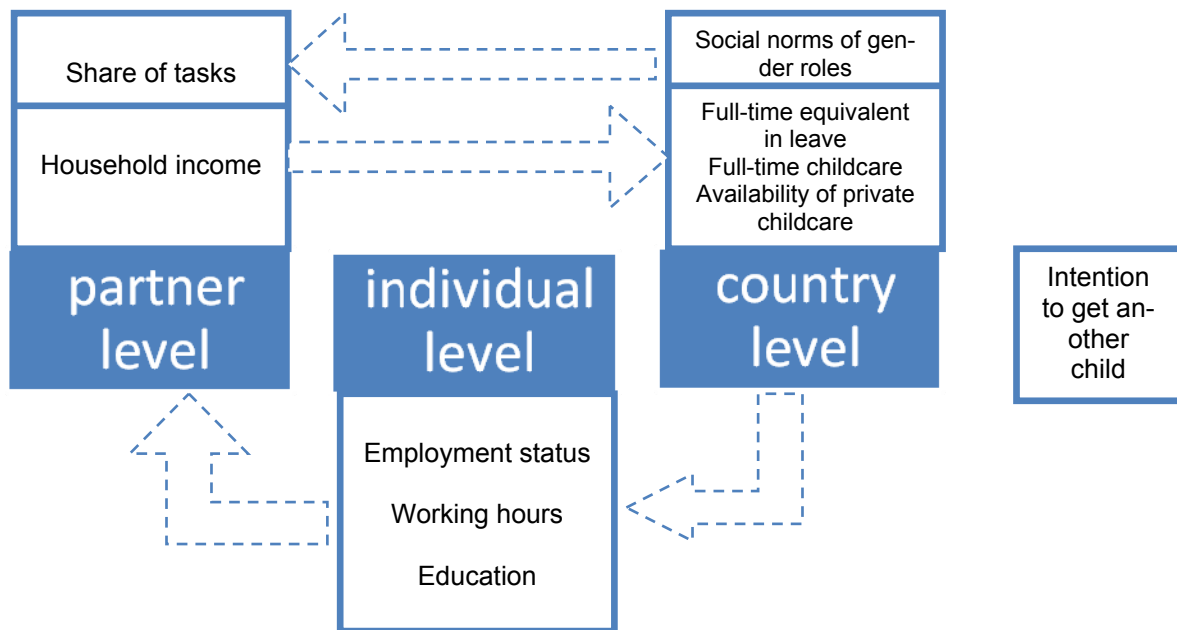 Share of tasks
Household income
partner
level
individual
level
Employment status
Working hours
Education
Social norms of gen-
der roles
Full-time equivalent
in leave
Full-time childcare
Availability of private
childcare
country
level
Intention
to get an-
other
child